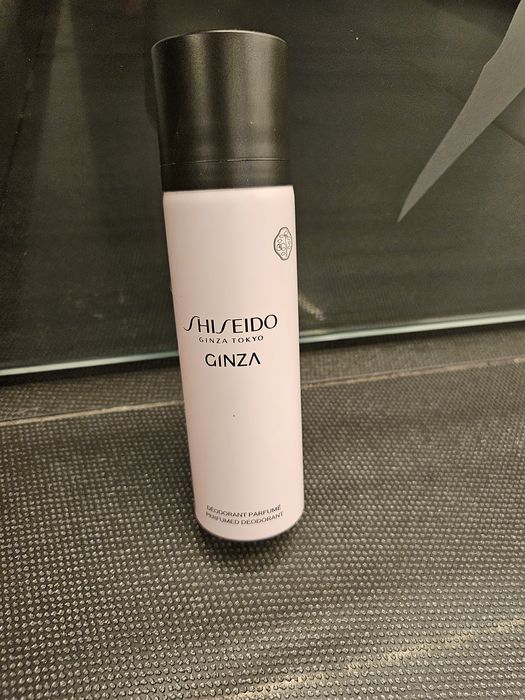 SHISEIDO
GINZA TOKYO
GINZA
DÉODORANT PARFUMÉ
PERFUMED DEODORANT